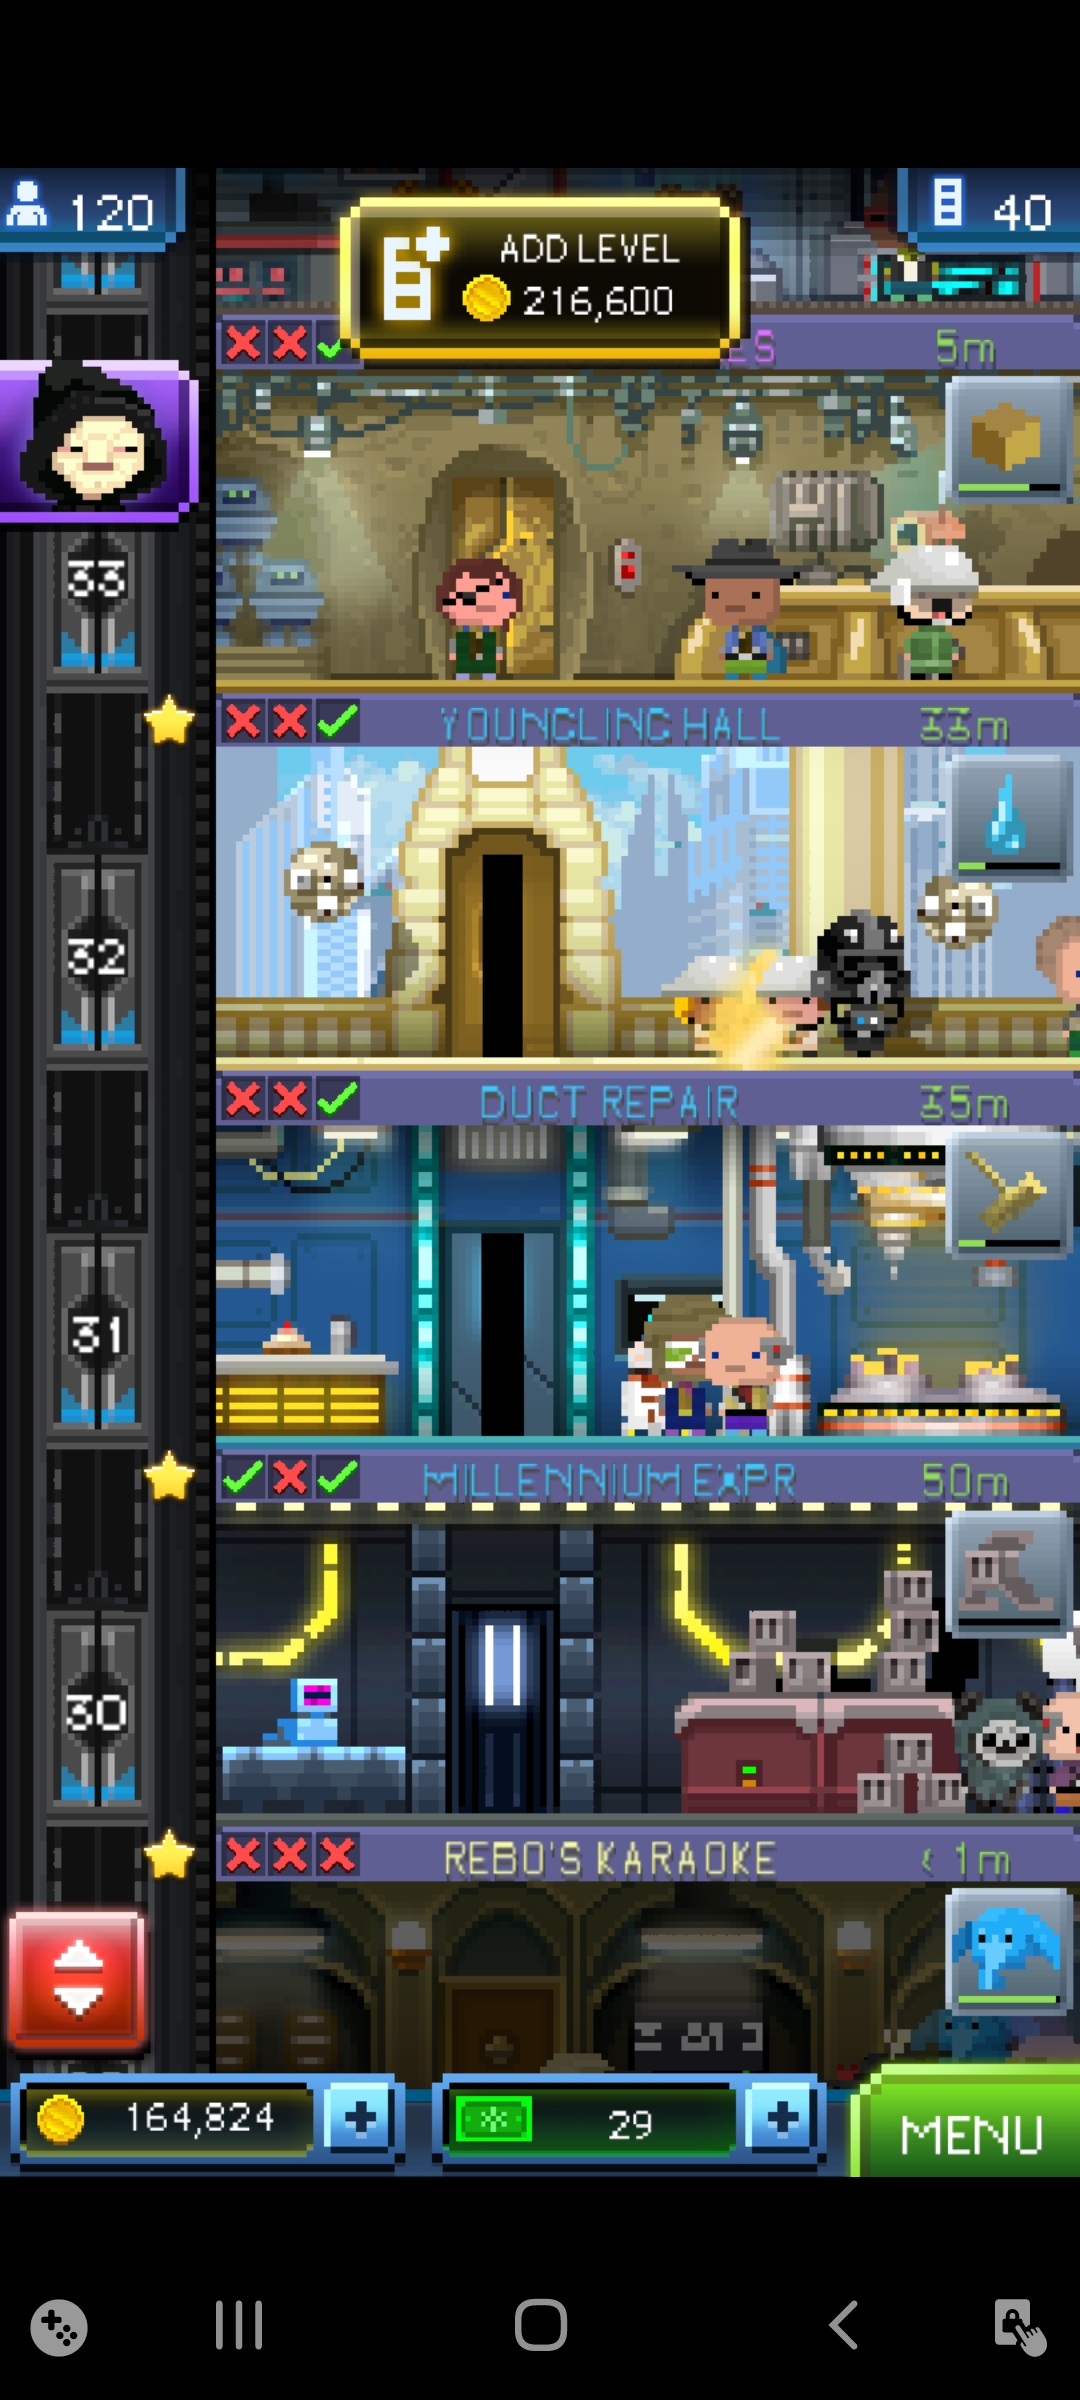 120
ADD LEVEL
216,600
40
ES
5m
33
YOUNGLING HALL
33m
32
DUCT REPAIR
35m
31
MILLENNIUM EXPR
50m
30
REBO'S KARAOKE
< 1m
164,824
29
MENU